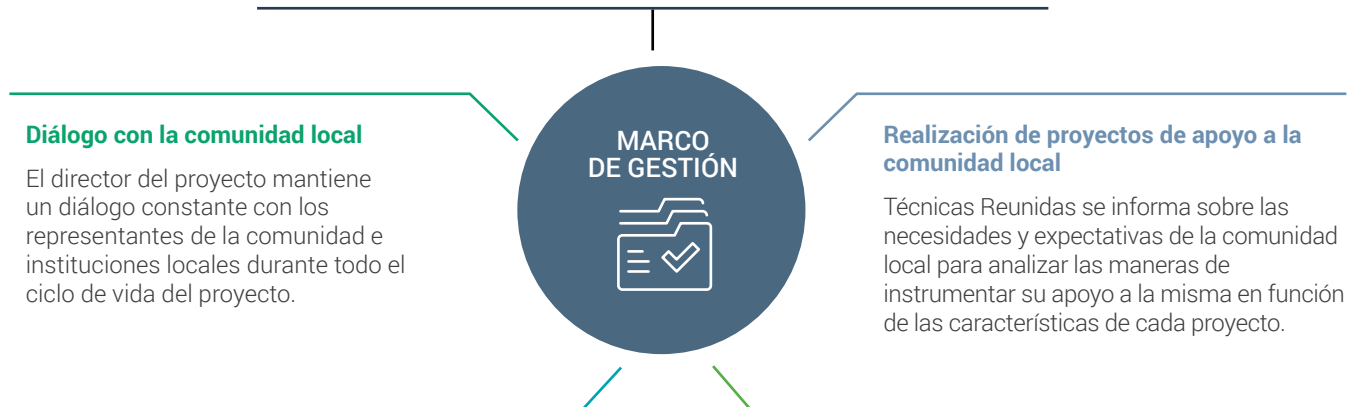 Diálogo con la comunidad local
El director del proyecto mantiene
un diálogo constante con los
representantes de la comunidad e
instituciones locales durante todo el
ciclo de vida del proyecto.
MARCO
DE GESTIÓN
Realización de proyectos de apoyo a la
comunidad local
Técnicas Reunidas se informa sobre las
necesidades y expectativas de la comunidad
local para analizar las maneras de
instrumentar su apoyo a la misma en función
de las características de cada proyecto.